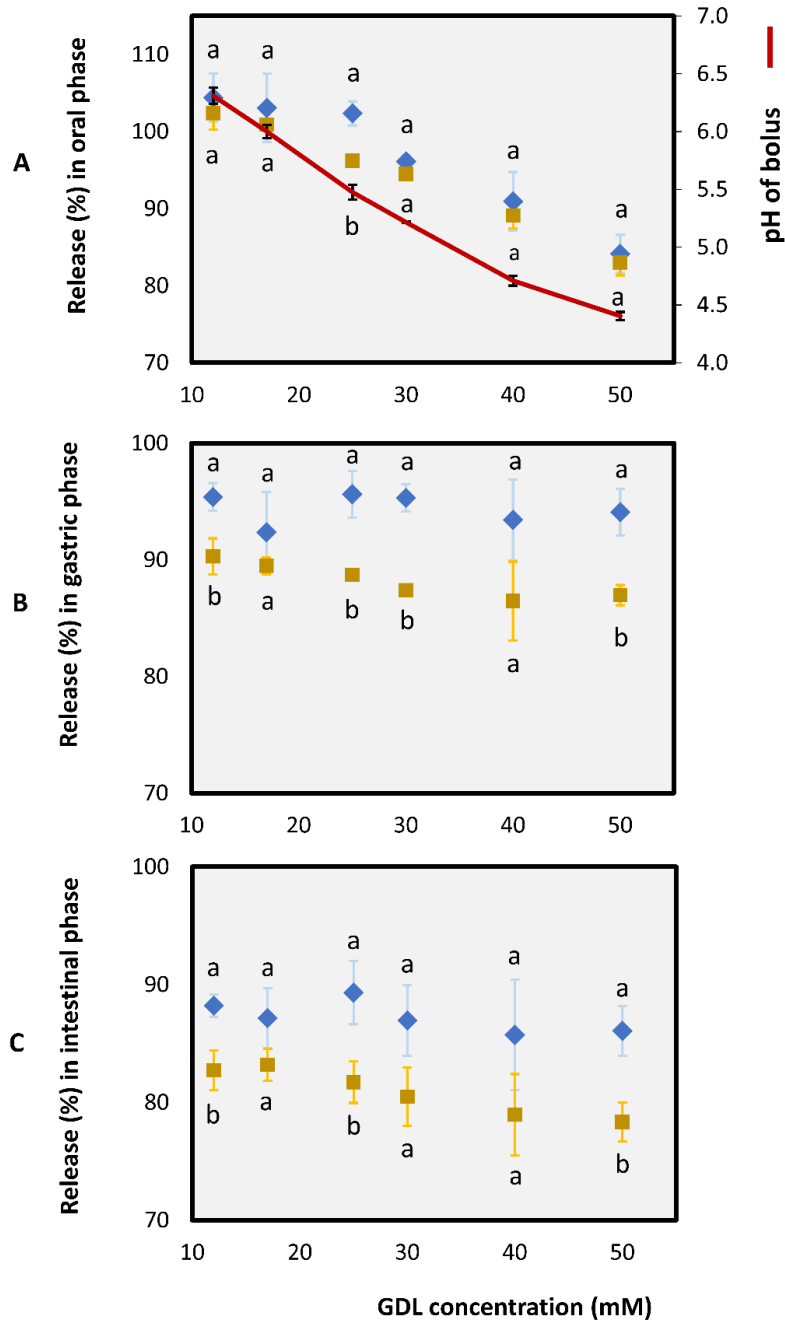 A
Release (%) in oral phase
110
100
90
80
70
a a a a a a
a a b a a a
7.0
6.5
6.0
5.5
5.0
4.5
4.0
pH of bolus
10 20 30 40 50
B
Release (%) in gastric phase
100
90
80
70
a a a a a a
b a b b a b
10 20 30 40 50
C
Release (%) in intestinal phase
100
90
80
70
a a a a a a
b a b a a b
10 20 30 40 50
GDL concentration (mM)